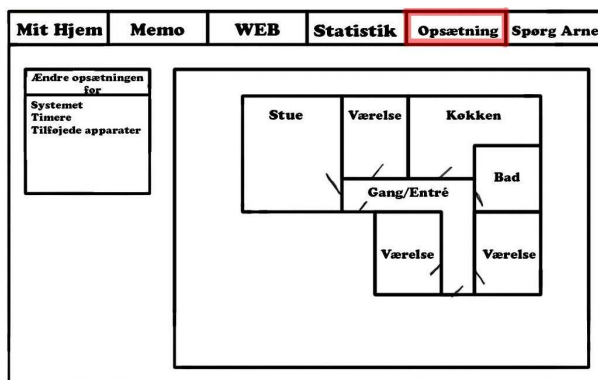 Mit Hjem Memo WEB Statistik Opsætning Spørg Arne
Ændre opsætningen
for
Systemet
Timere
Tilføjede apparater
Stue Værelse Køkken
Bad
Gang/Entré
Værelse Værelse